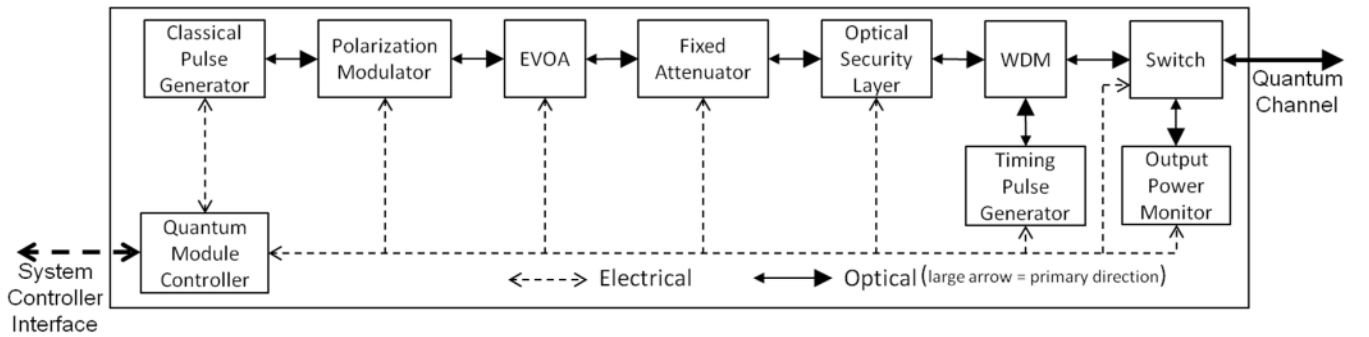 Classical
Pulse
Generator
Polarization
Modulator
EVOA
Fixed
Attenuator
Optical
Security
Layer
WDM
Switch
Quantum
Channel
Timing
Pulse
Generator
Output
Power
Monitor
Quantum
Module
Controller
System
Controller
Interface
Electrical
Optical (large arrow = primary direction)